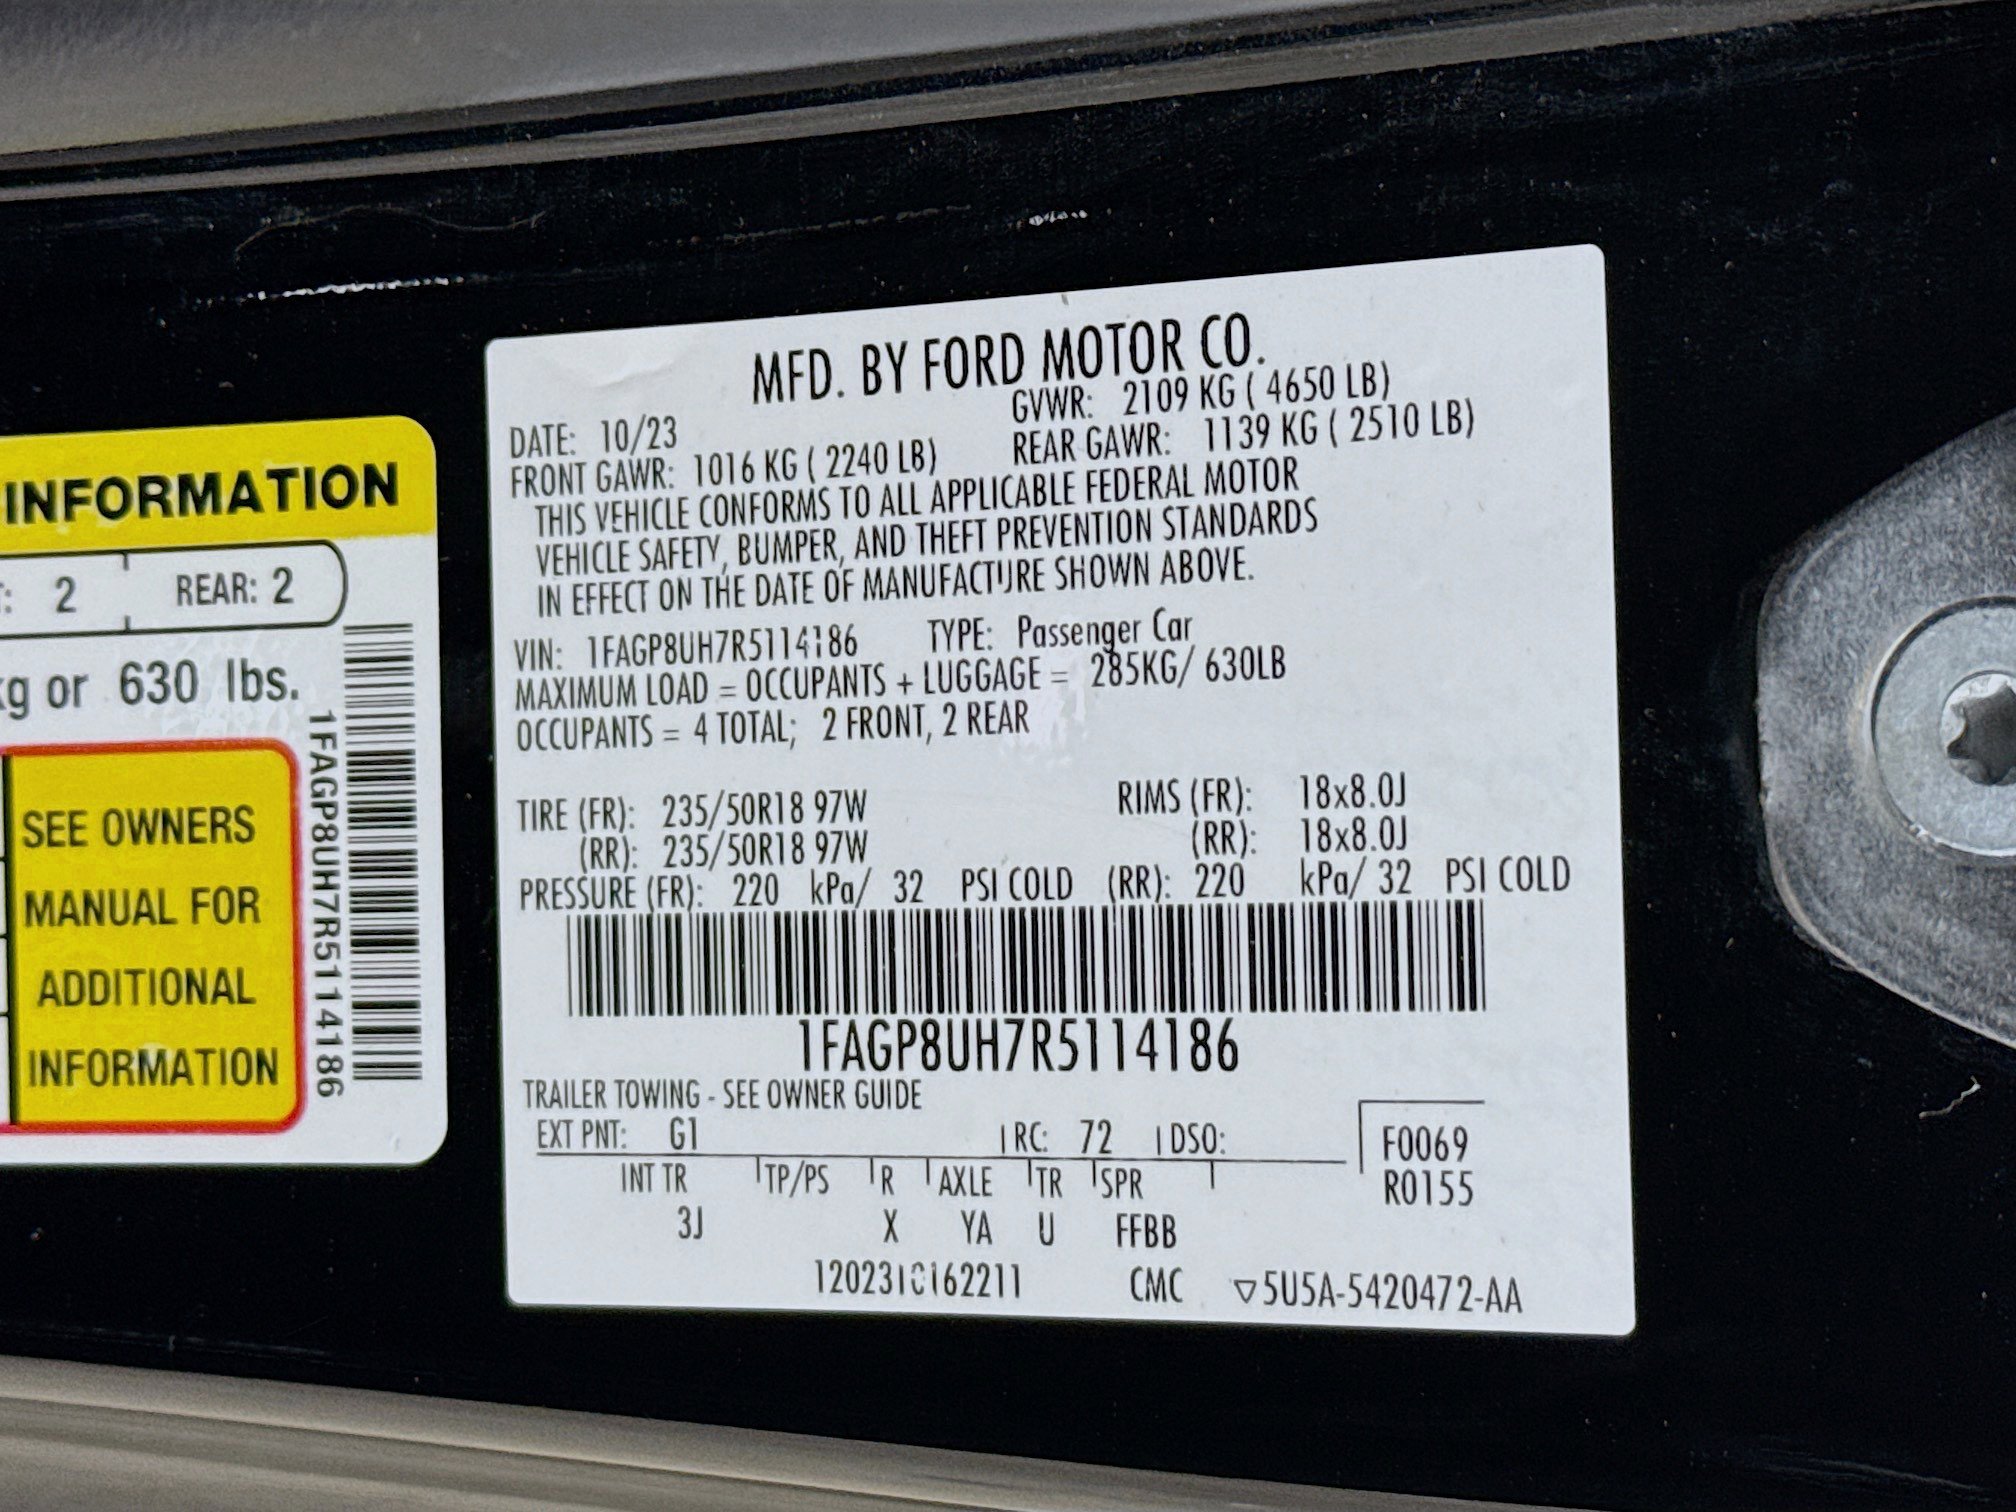 INFORMATION
: 2 REAR: 2
kg or 630 lbs.
SEE OWNERS
MANUAL FOR
ADDITIONAL
INFORMATION
1FAGP8UH7R5114186
MFD. BY FORD MOTOR CO.
DATE: 10/23 GVWR: 2109 KG ( 4650 LB)
FRONT GAWR: 1016 KG ( 2240 LB) REAR GAWR: 1139 KG ( 2510 LB)
THIS VEHICLE CONFORMS TO ALL APPLICABLE FEDERAL MOTOR
VEHICLE SAFETY, BUMPER, AND THEFT PREVENTION STANDARDS
IN EFFECT ON THE DATE OF MANUFACTURE SHOWN ABOVE.
VIN: 1FAGP8UH7R5114186 TYPE: Passenger Car
MAXIMUM LOAD = OCCUPANTS + LUGGAGE = 285KG/ 630LB
OCCUPANTS = 4 TOTAL; 2 FRONT, 2 REAR
TIRE (FR): 235/50R18 97W RIMS (FR): 18x8.0J
(RR): 235/50R18 97W (RR): 18x8.0J
PRESSURE (FR): 220 kPa/ 32 PSI COLD (RR): 220 kPa/ 32 PSI COLD
1FAGP8UH7R5114186
TRAILER TOWING - SEE OWNER GUIDE
EXT PNT: G1 RC: 72 DSO: F0069
INT TR TP/PS R AXLE TR SPR R0155
3J X YA U FFBB
1202310162211 CMC ▽5U5A-5420472-AA